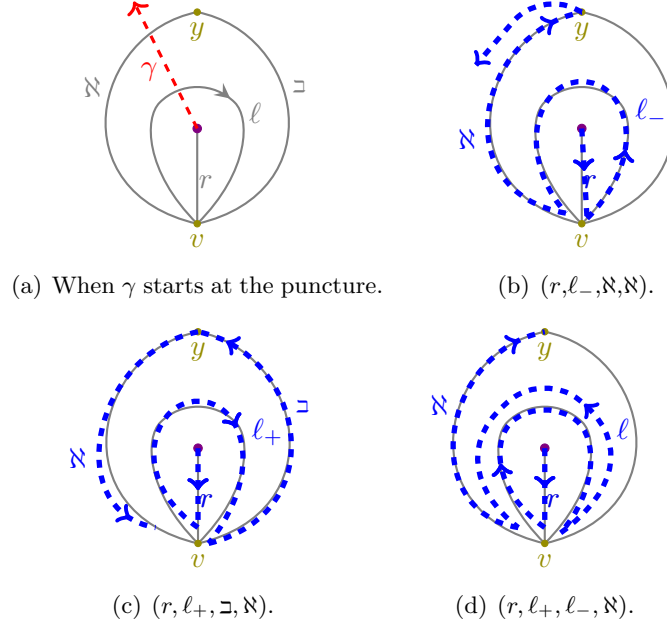 y
γ
ℵ
ℶ
ℓ
r
v
(a) When γ starts at the puncture.
y
ℓ₋
ℵ
r
v
(b) (r,ℓ₋,ℵ,ℵ).
y
ℶ
ℓ₊
ℵ
r
v
(c) (r, ℓ₊, ℶ, ℵ).
y
ℵ
ℓ
r
v
(d) (r, ℓ₊, ℓ₋, ℵ).